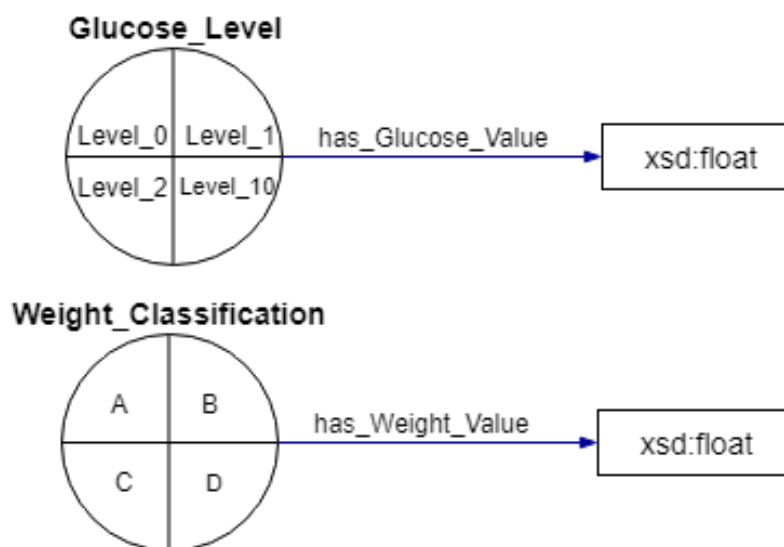 Glucose_Level
Level_0 Level_1
has_Glucose_Value
xsd:float
Level_2 Level_10
Weight_Classification
A B
has_Weight_Value
xsd:float
C D